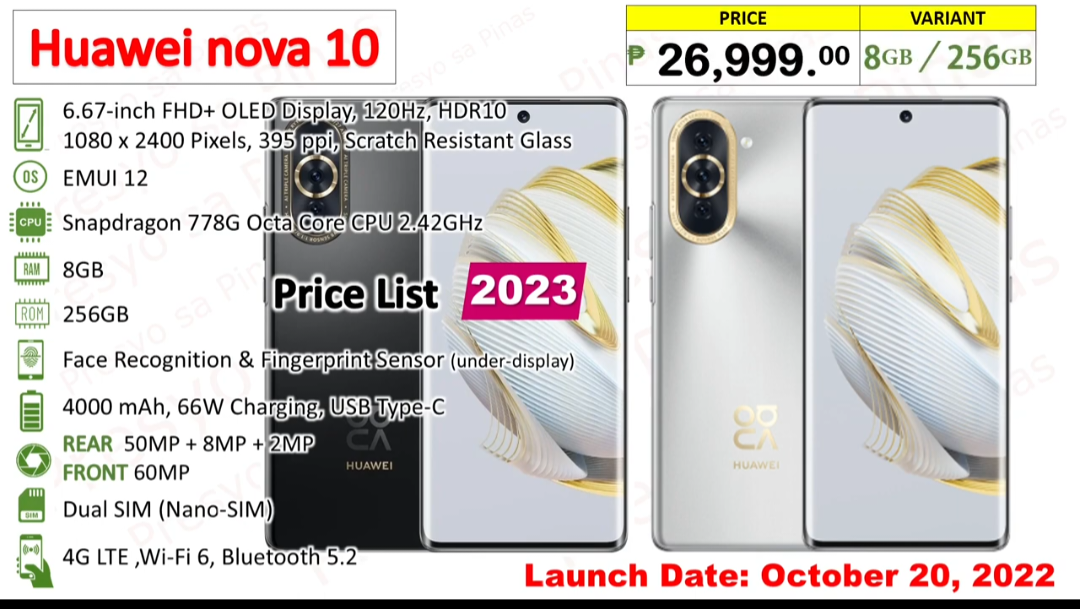 Huawei nova 10
PRICE
VARIANT
₱ 26,999.00
8GB / 256GB
6.67-inch FHD+ OLED Display, 120Hz, HDR10
1080 x 2400 Pixels, 395 ppi, Scratch Resistant Glass
OS
EMUI 12
CPU
Snapdragon 778G Octa Core CPU 2.42GHz
RAM
8GB
Price List 2023
ROM
256GB
Face Recognition & Fingerprint Sensor (under-display)
4000 mAh, 66W Charging, USB Type-C
REAR 50MP + 8MP + 2MP
FRONT 60MP
HUAWEI
HUAWEI
SIM
Dual SIM (Nano-SIM)
4G LTE ,Wi-Fi 6, Bluetooth 5.2
Launch Date: October 20, 2022
Presyo sa Pinas